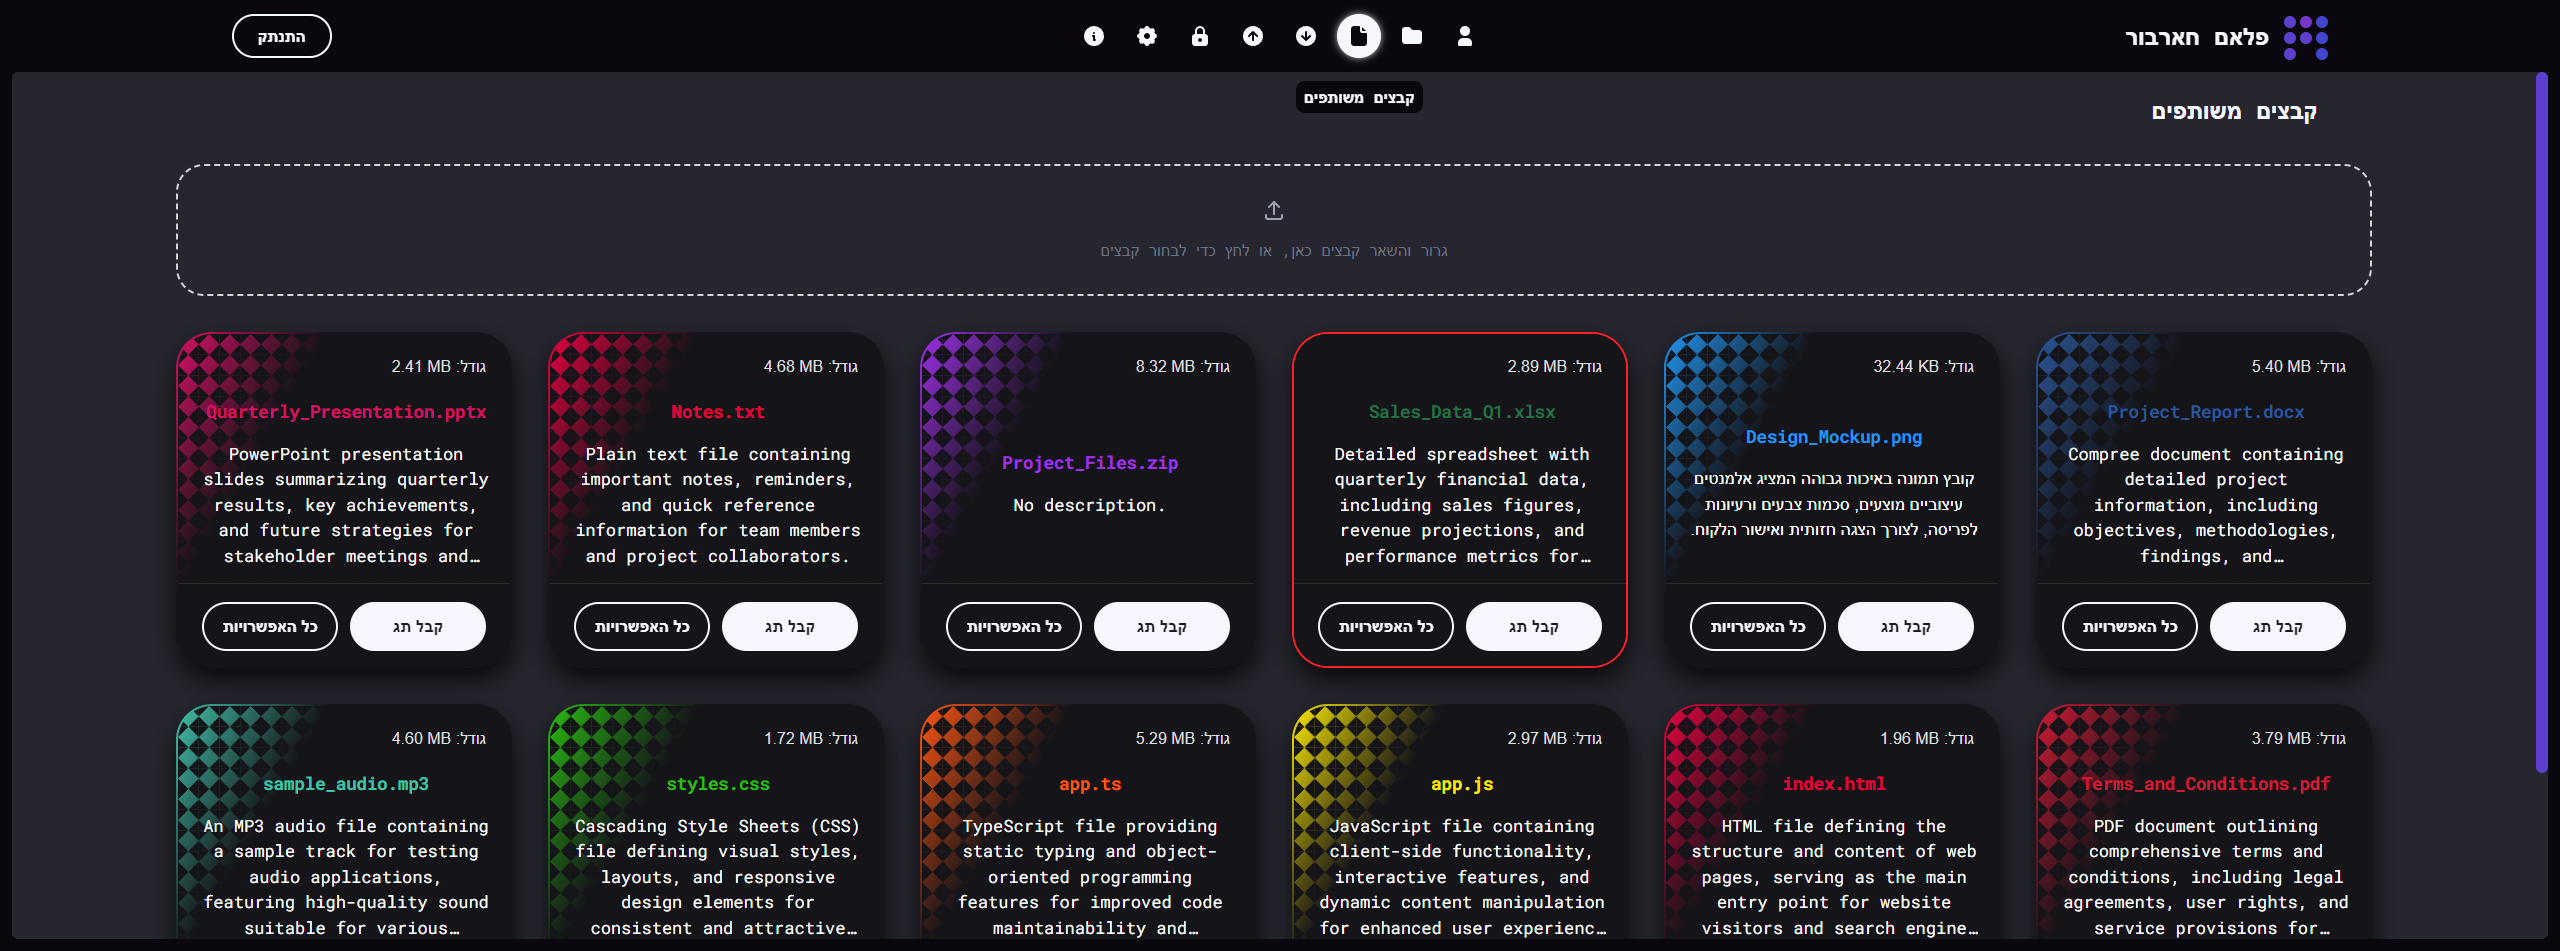 פלאם חארבור
התנתק
קבצים משותפים
קבצים משותפים
גרור והשאר קבצים כאן, או לחץ כדי לבחור קבצים
גודל: 5.40 MB
Project_Report.docx
Compree document containing
detailed project
information, including
objectives, methodologies,
findings, and…
קבל תג
כל האפשרויות
גודל: 32.44 KB
Design_Mockup.png
קובץ תמונה באיכות גבוהה המציג אלמנטים
עיצוביים מוצעים, סכמות צבעים ורעיונות
לפריסה, לצורך הצגה חזותית ואישור הלקוח.
קבל תג
כל האפשרויות
גודל: 2.89 MB
Sales_Data_Q1.xlsx
Detailed spreadsheet with
quarterly financial data,
including sales figures,
revenue projections, and
performance metrics for…
קבל תג
כל האפשרויות
גודל: 8.32 MB
Project_Files.zip
No description.
קבל תג
כל האפשרויות
גודל: 4.68 MB
Notes.txt
Plain text file containing
important notes, reminders,
and quick reference
information for team members
and project collaborators.
קבל תג
כל האפשרויות
גודל: 2.41 MB
Quarterly_Presentation.pptx
PowerPoint presentation
slides summarizing quarterly
results, key achievements,
and future strategies for
stakeholder meetings and…
קבל תג
כל האפשרויות
גודל: 3.79 MB
Terms_and_Conditions.pdf
PDF document outlining
comprehensive terms and
conditions, including legal
agreements, user rights, and
service provisions for…
גודל: 1.96 MB
index.html
HTML file defining the
structure and content of web
pages, serving as the main
entry point for website
visitors and search engine…
גודל: 2.97 MB
app.js
JavaScript file containing
client-side functionality,
interactive features, and
dynamic content manipulation
for enhanced user experienc…
גודל: 5.29 MB
app.ts
TypeScript file providing
static typing and object-
oriented programming
features for improved code
maintainability and…
גודל: 1.72 MB
styles.css
Cascading Style Sheets (CSS)
file defining visual styles,
layouts, and responsive
design elements for
consistent and attractive…
גודל: 4.60 MB
sample_audio.mp3
An MP3 audio file containing
a sample track for testing
audio applications,
featuring high-quality sound
suitable for various…